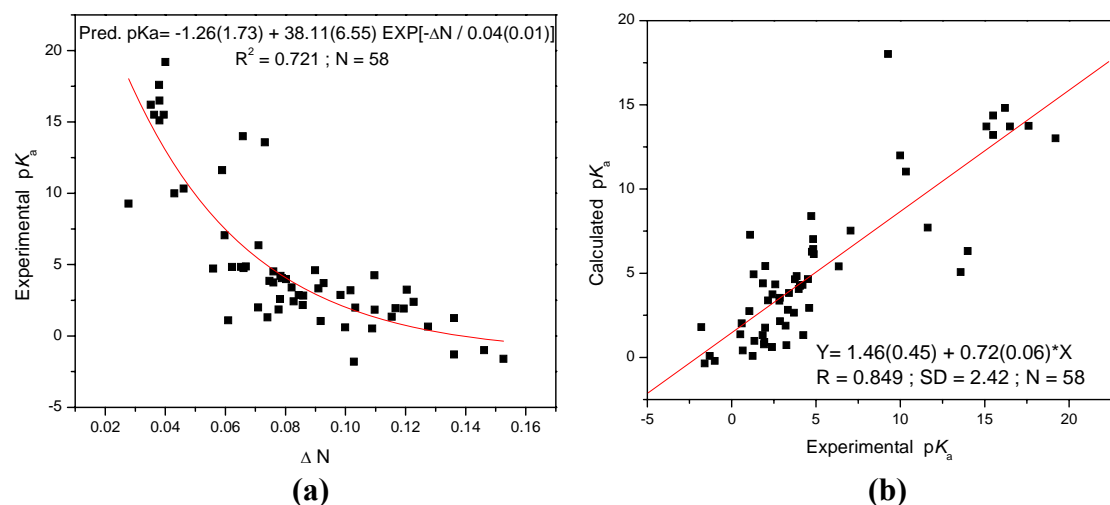 Pred. pKa= -1.26(1.73) + 38.11(6.55) EXP[-ΔN / 0.04(0.01)]
R² = 0.721 ; N = 58
Experimental pKₐ
20
15
10
5
0
-5
0.02 0.04 0.06 0.08 0.10 0.12 0.14 0.16
Δ N
(a)
Calculated pKₐ
20
15
10
5
0
Y= 1.46(0.45) + 0.72(0.06)*X
R = 0.849 ; SD = 2.42 ; N = 58
-5 0 5 10 15 20
Experimental pKₐ
(b)